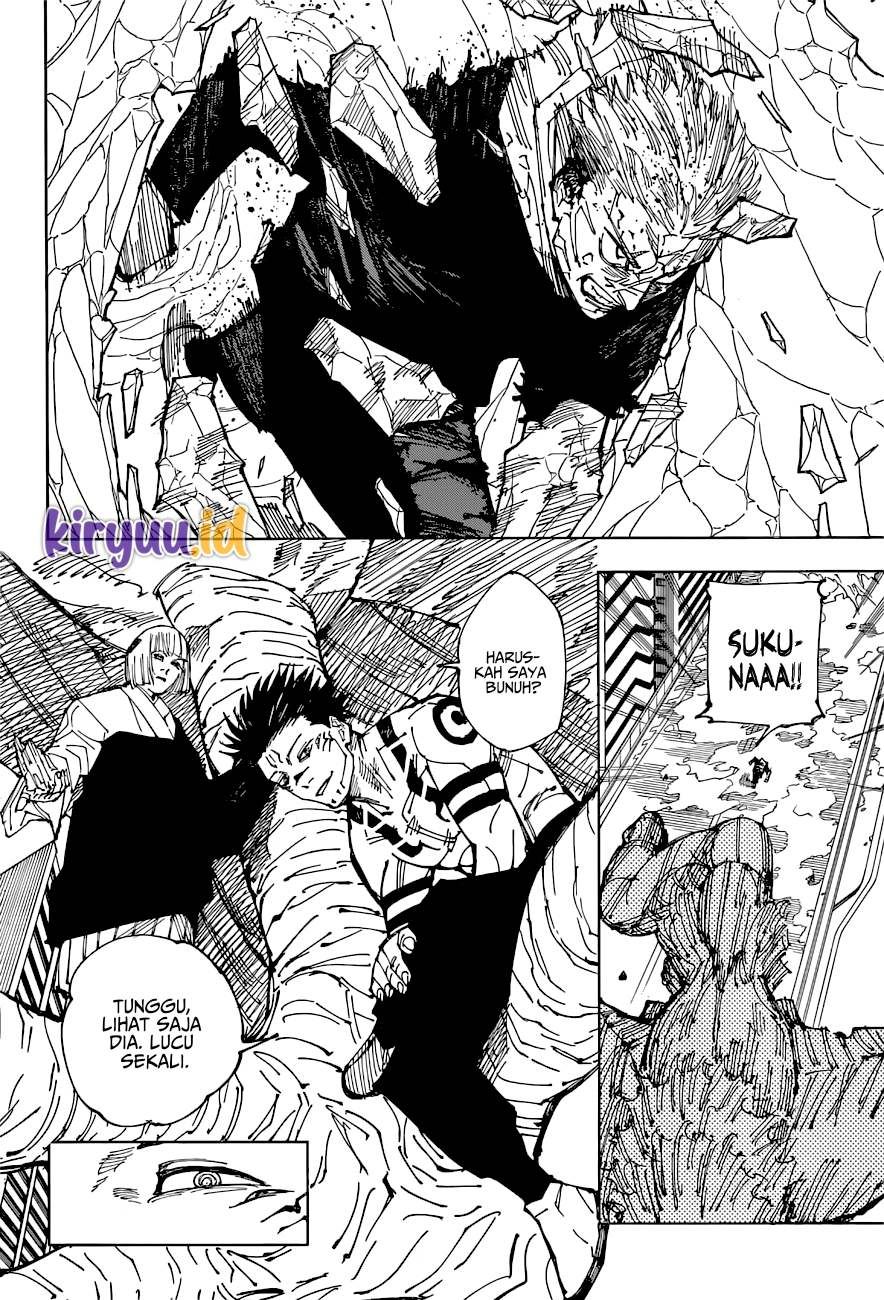 kiryuu.id
SUKU-
NAAA!!
HARUS-
KAH SAYA
BUNUH?
TUNGGU,
LIHAT SAJA
DIA. LUCU
SEKALI.